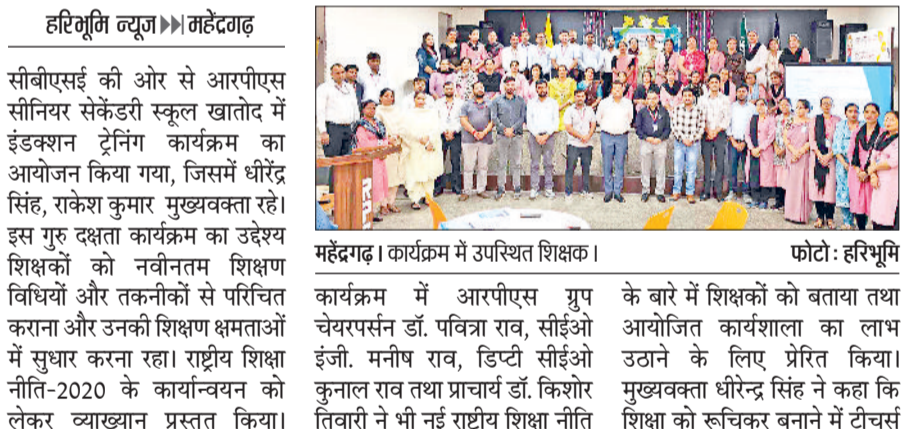 हरिभूमि न्यूज▶▶| महेंद्रगढ़
सीबीएसई की ओर से आरपीएस
सीनियर सेकेंडरी स्कूल खातोद में
इंडक्शन ट्रेनिंग कार्यक्रम का
आयोजन किया गया, जिसमें धीरेंद्र
सिंह, राकेश कुमार मुख्यवक्ता रहे।
इस गुरु दक्षता कार्यक्रम का उद्देश्य
शिक्षकों को नवीनतम शिक्षण
विधियों और तकनीकों से परिचित
कराना और उनकी शिक्षण क्षमताओं
में सुधार करना रहा। राष्ट्रीय शिक्षा
नीति-2020 के कार्यान्वयन को
लेकर व्याख्यान प्रस्तुत किया।
महेंद्रगढ़। कार्यक्रम में उपस्थित शिक्षक।
फोटो : हरिभूमि
कार्यक्रम में आरपीएस ग्रुप
चेयरपर्सन डॉ. पवित्रा राव, सीईओ
इंजी. मनीष राव, डिप्टी सीईओ
कुनाल राव तथा प्राचार्य डॉ. किशोर
तिवारी ने भी नई राष्ट्रीय शिक्षा नीति
के बारे में शिक्षकों को बताया तथा
आयोजित कार्यशाला का लाभ
उठाने के लिए प्रेरित किया।
मुख्यवक्ता धीरेन्द्र सिंह ने कहा कि
शिक्षा को रूचिकर बनाने में टीचर्स